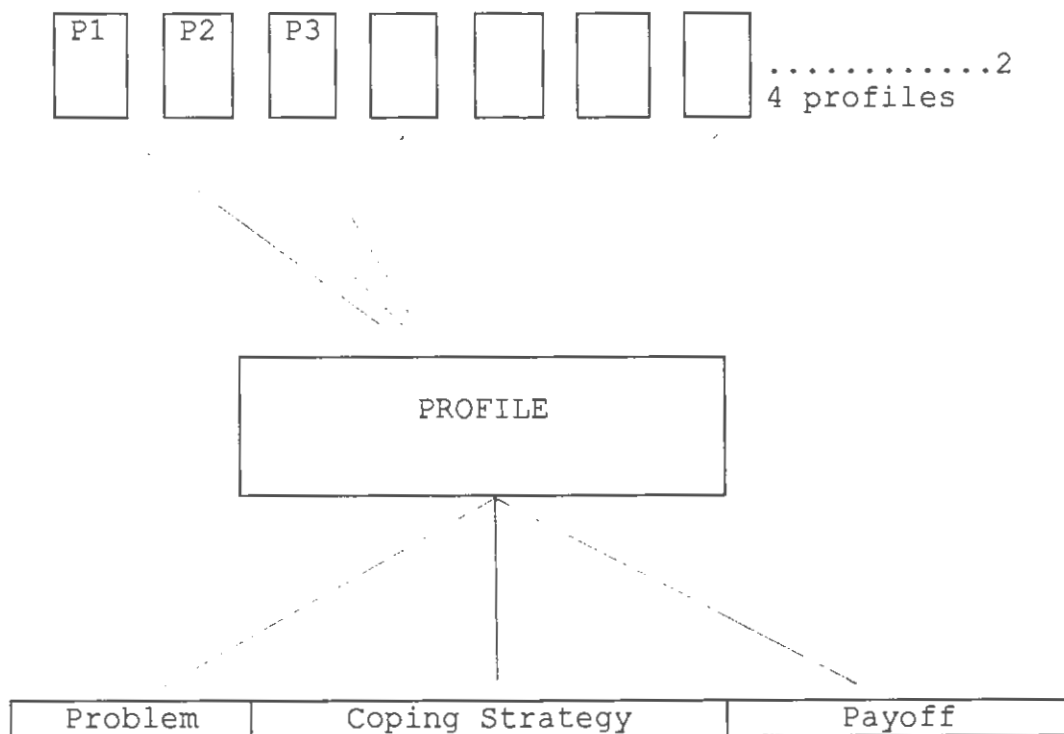 P1 P2 P3
............2
4 profiles
PROFILE
Problem Coping Strategy Payoff